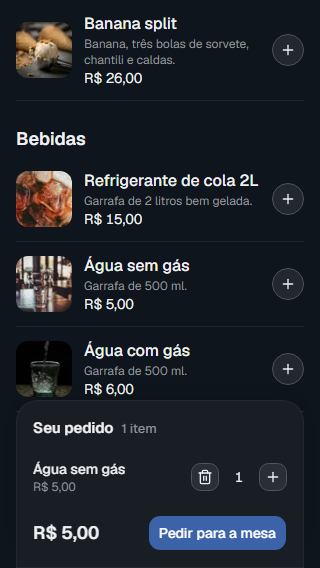 Banana split
Banana, três bolas de sorvete,
chantili e caldas.
R$ 26,00
Bebidas
Refrigerante de cola 2L
Garrafa de 2 litros bem gelada.
R$ 15,00
Água sem gás
Garrafa de 500 ml.
R$ 5,00
Água com gás
Garrafa de 500 ml.
R$ 6,00
Seu pedido 1 item
Água sem gás
R$ 5,00
1
R$ 5,00
Pedir para a mesa